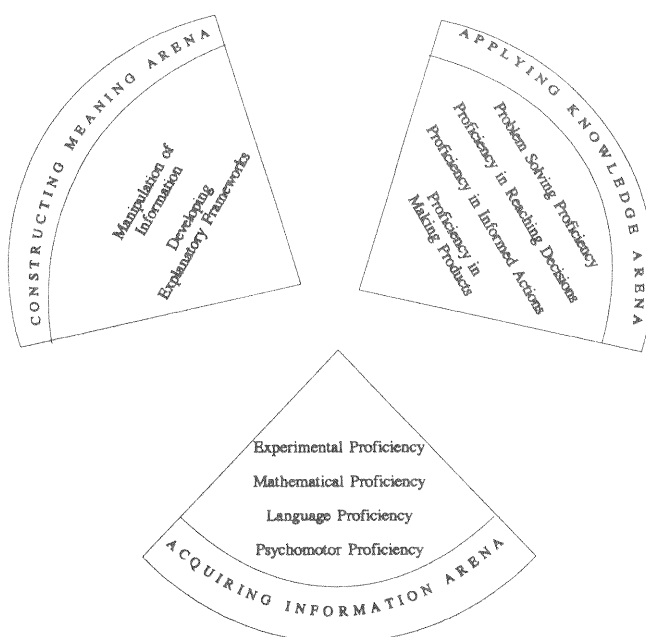 CONSTRUCTING MEANING ARENA
Manipulation of
Information
Developing
Explanatory Frameworks
APPLYING KNOWLEDGE ARENA
Problem Solving Proficiency
Proficiency in Reaching Decisions
Proficiency in Informed Actions
Proficiency in
Making Products
Experimental Proficiency
Mathematical Proficiency
Language Proficiency
Psychomotor Proficiency
ACQUIRING INFORMATION ARENA